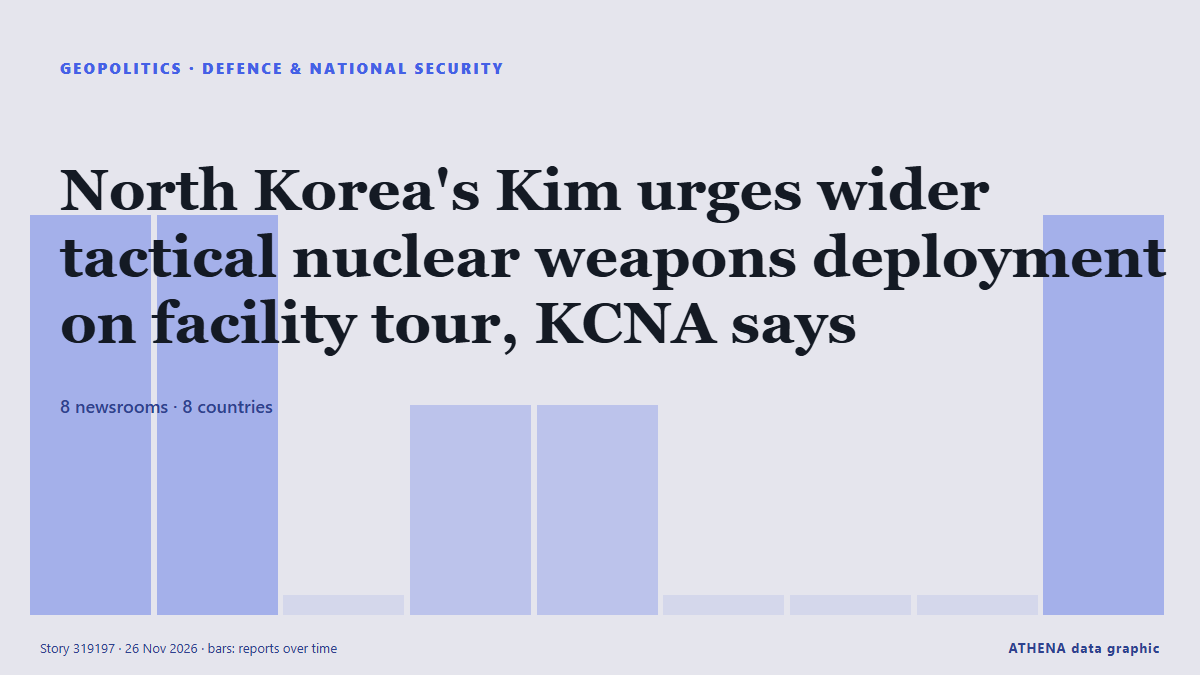 GEOPOLITICS · DEFENCE & NATIONAL SECURITY
North Korea's Kim urges wider
tactical nuclear weapons deployment
on facility tour, KCNA says
8 newsrooms · 8 countries
Story 319197 · 26 Nov 2026 · bars: reports over time
ATHENA data graphic